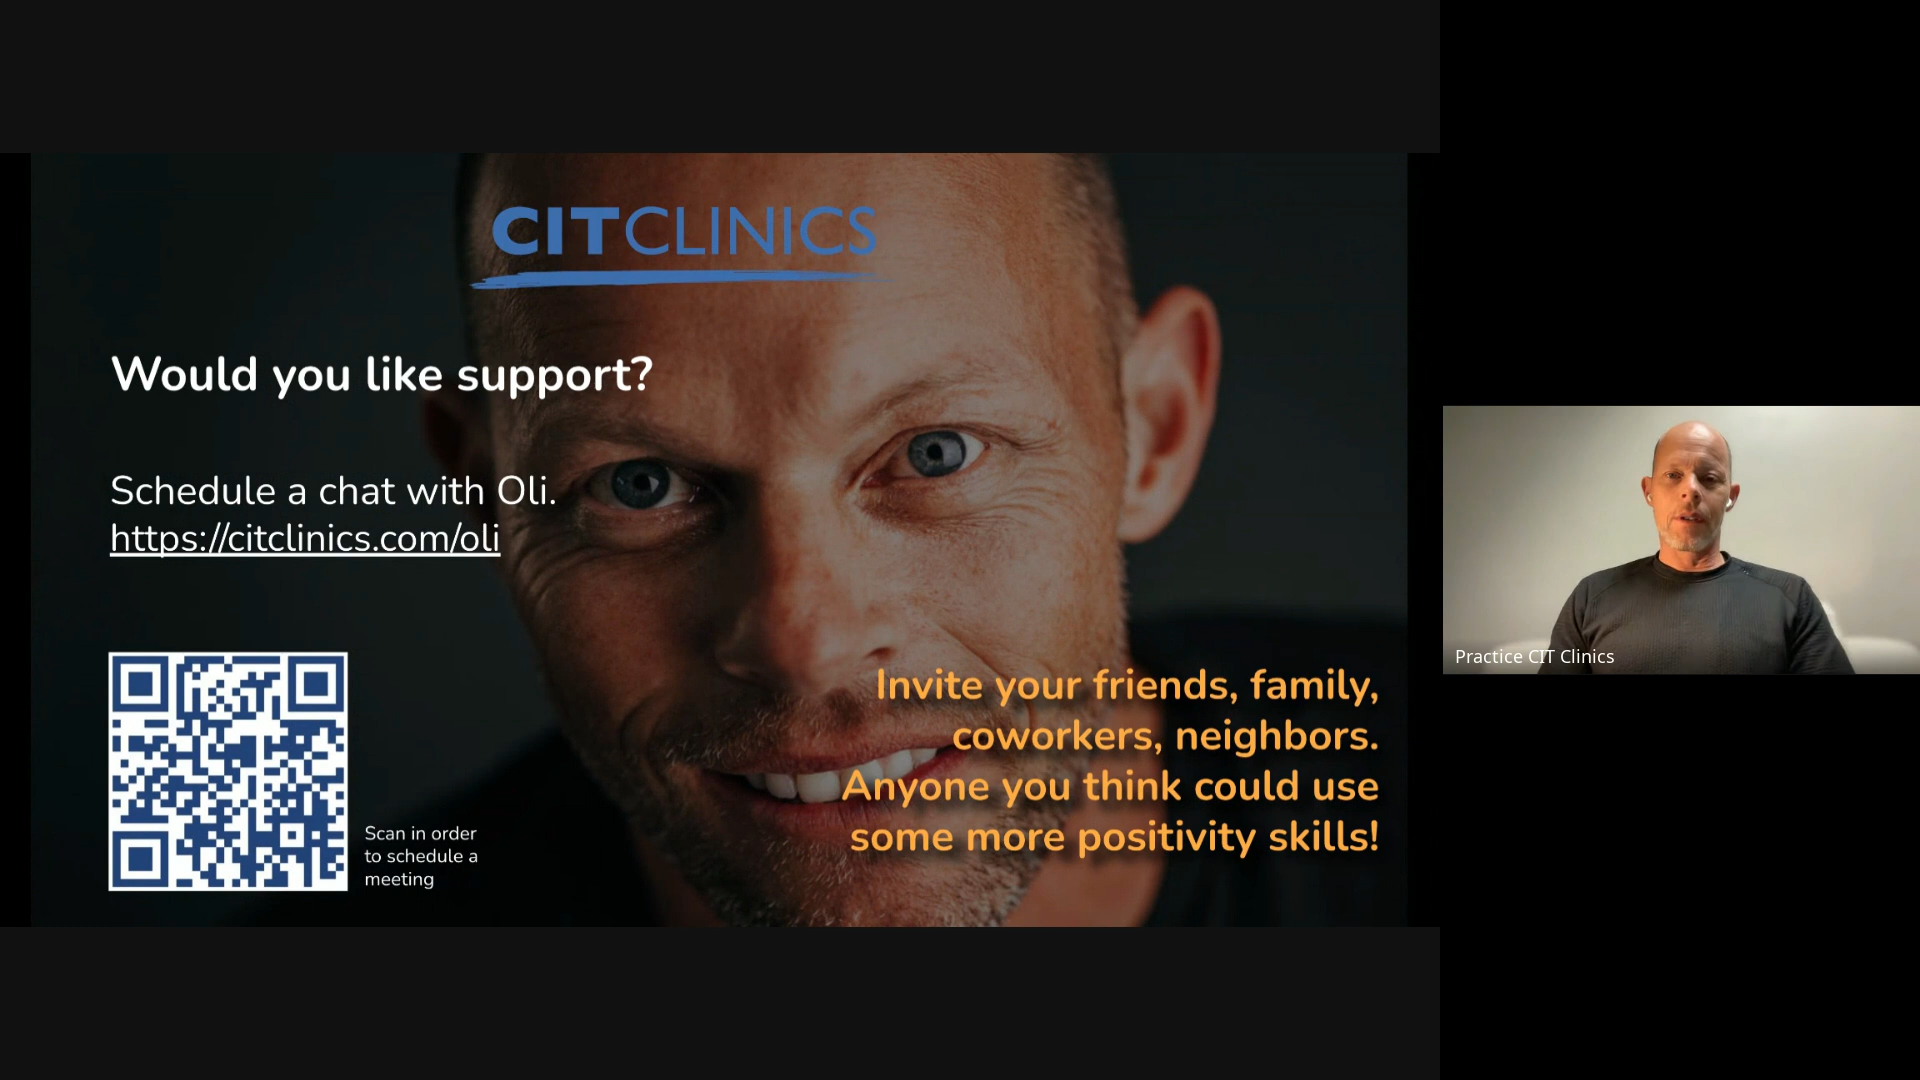 CITCLINICS
Would you like support?
Schedule a chat with Oli.
https://citclinics.com/oli
Scan in order
to schedule a
meeting
Invite your friends, family,
coworkers, neighbors.
Anyone you think could use
some more positivity skills!
Practice CIT Clinics